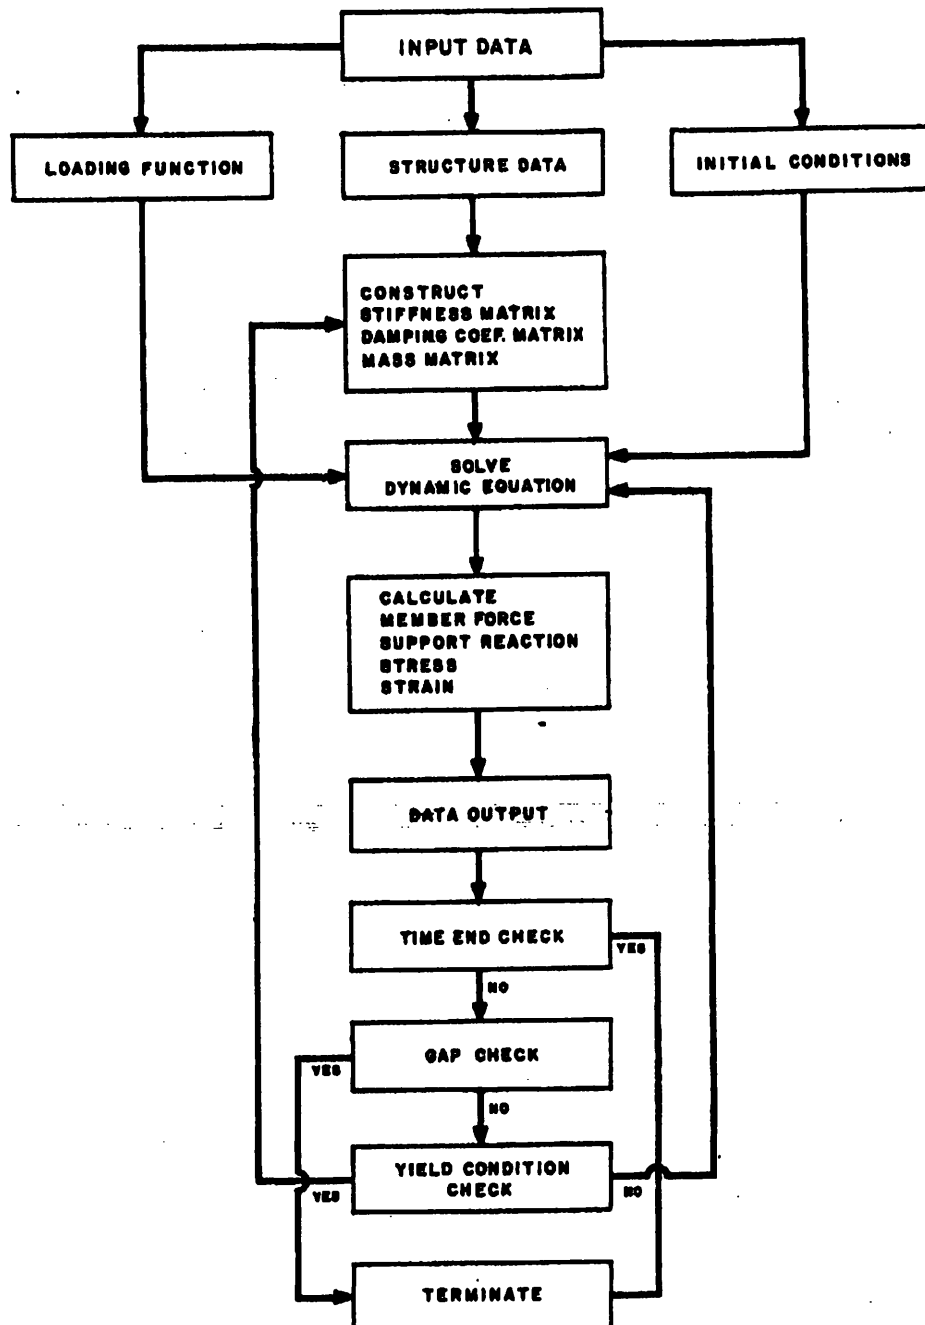 INPUT DATA
LOADING FUNCTION
STRUCTURE DATA
INITIAL CONDITIONS
CONSTRUCT
STIFFNESS MATRIX
DAMPING COEF. MATRIX
MASS MATRIX
SOLVE
DYNAMIC EQUATION
CALCULATE
MEMBER FORCE
SUPPORT REACTION
STRESS
STRAIN
DATA OUTPUT
TIME END CHECK
YES
NO
GAP CHECK
YES
NO
YIELD CONDITION
CHECK
YES
NO
TERMINATE